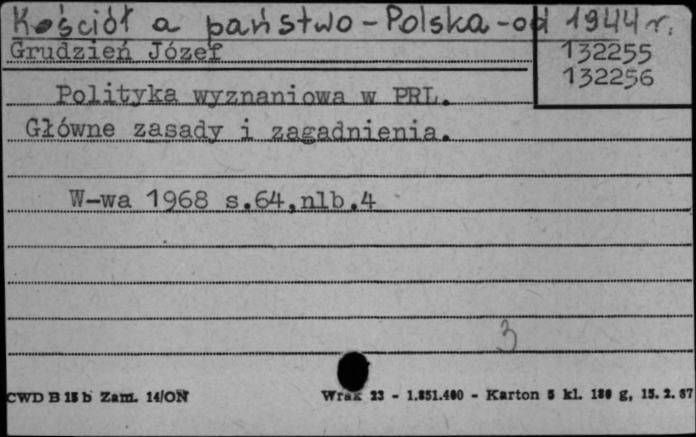 Kościół a państwo - Polska - od 1944 r.
Grudzień Józef
132255
132256
Polityka wyznaniowa w PRL.
Główne zasady i zagadnienia.
W-wa 1968 s.64,nlb.4
3
CWD B 15 b Zam. 14/ON
Wrak 23 - 1.851.400 - Karton 5 kl. 180 g, 15.2.67